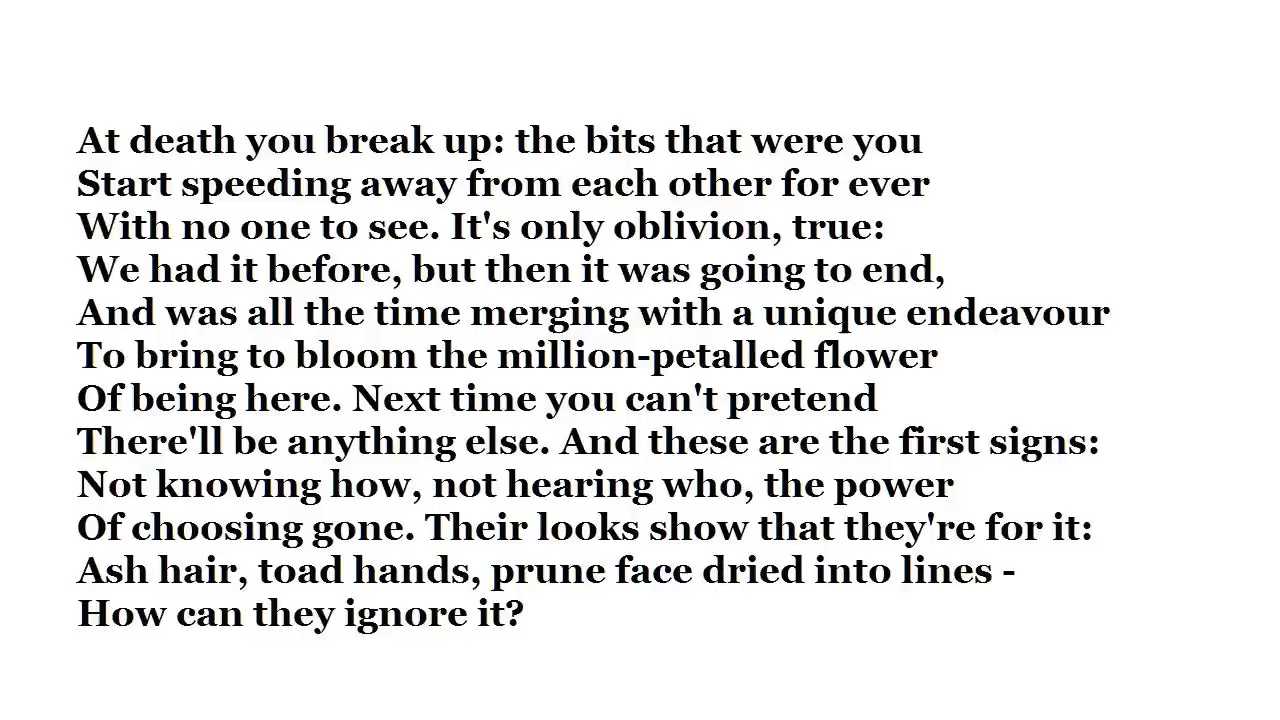 At death you break up: the bits that were you
Start speeding away from each other for ever
With no one to see. It's only oblivion, true:
We had it before, but then it was going to end,
And was all the time merging with a unique endeavour
To bring to bloom the million-petalled flower
Of being here. Next time you can't pretend
There'll be anything else. And these are the first signs:
Not knowing how, not hearing who, the power
Of choosing gone. Their looks show that they're for it:
Ash hair, toad hands, prune face dried into lines -
How can they ignore it?